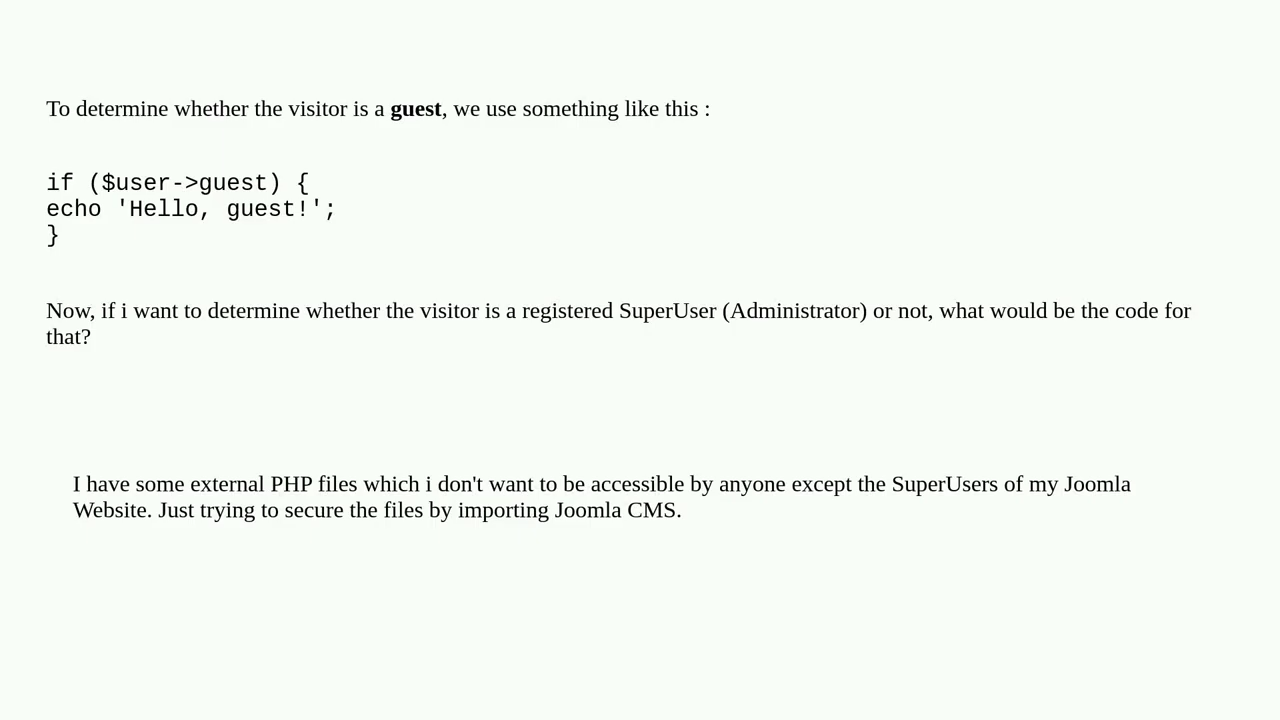 To determine whether the visitor is a guest, we use something like this :
if ($user->guest) {
echo 'Hello, guest!';
}
Now, if i want to determine whether the visitor is a registered SuperUser (Administrator) or not, what would be the code for
that?
I have some external PHP files which i don't want to be accessible by anyone except the SuperUsers of my Joomla
Website. Just trying to secure the files by importing Joomla CMS.